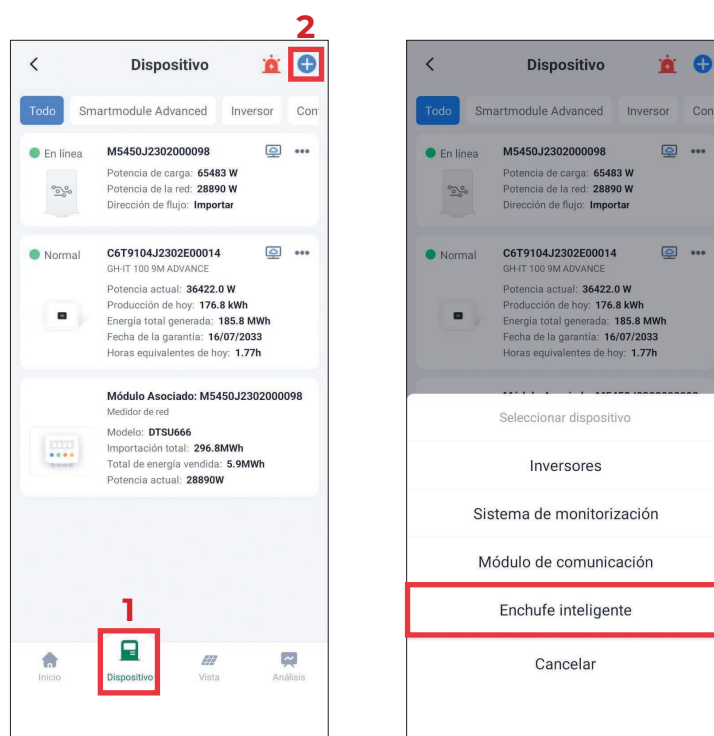 2
Dispositivo
Todo Smartmodule Advanced Inversor Con
En línea M5450J2302000098
Potencia de carga: 65483 W
Potencia de la red: 28890 W
Dirección de flujo: Importar
Normal C6T9104J2302E00014
GH-IT 100 9M ADVANCE
Potencia actual: 36422.0 W
Producción de hoy: 176.8 kWh
Energía total generada: 185.8 MWh
Fecha de la garantía: 16/07/2033
Horas equivalentes de hoy: 1.77h
Módulo Asociado: M5450J2302000098
Medidor de red
Modelo: DTSU666
Importación total: 296.8MWh
Total de energía vendida: 5.9MWh
Potencia actual: 28890W
1
Inicio Dispositivo Vista Análisis
Dispositivo
Todo Smartmodule Advanced Inversor Con
En línea M5450J2302000098
Potencia de carga: 65483 W
Potencia de la red: 28890 W
Dirección de flujo: Importar
Normal C6T9104J2302E00014
GH-IT 100 9M ADVANCE
Potencia actual: 36422.0 W
Producción de hoy: 176.8 kWh
Energía total generada: 185.8 MWh
Fecha de la garantía: 16/07/2033
Horas equivalentes de hoy: 1.77h
Seleccionar dispositivo
Inversores
Sistema de monitorización
Módulo de comunicación
Enchufe inteligente
Cancelar